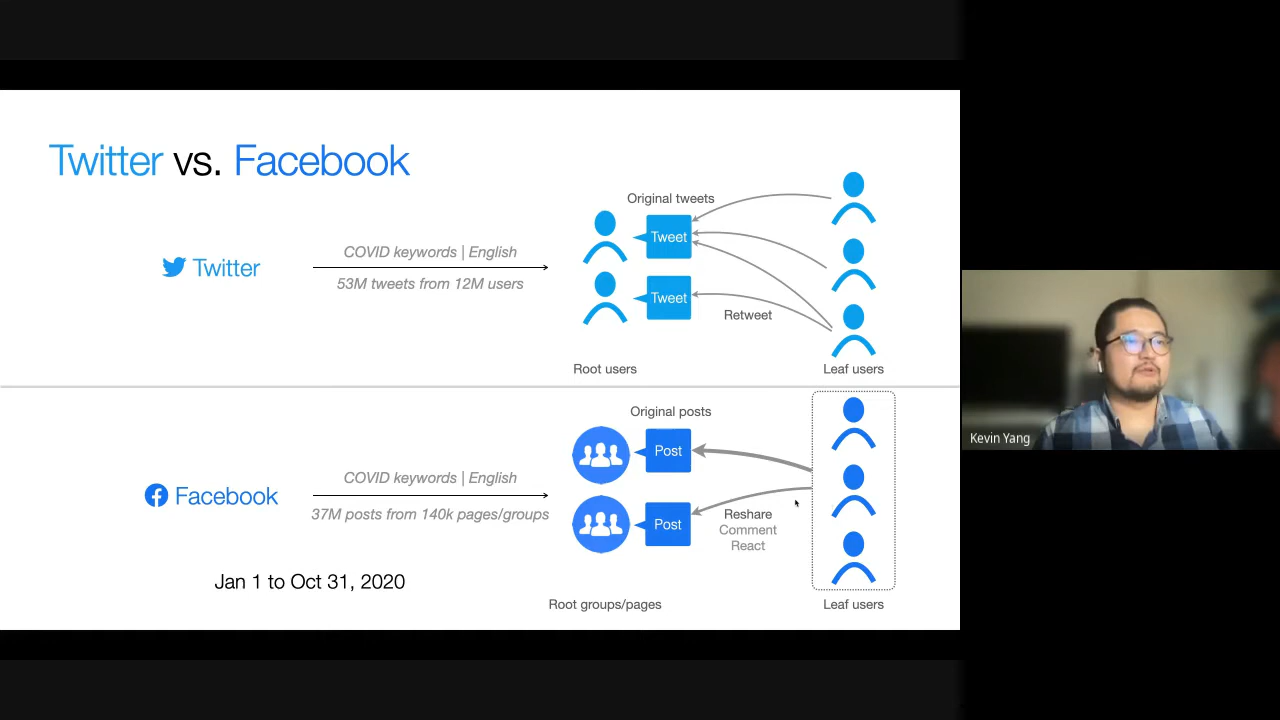 Twitter vs. Facebook
Original tweets
Tweet
COVID keywords | English
Twitter
53M tweets from 12M users
Tweet
Retweet
Root users
Leaf users
Original posts
Post
COVID keywords | English
Facebook
37M posts from 140k pages/groups
Post
Reshare
Comment
React
Jan 1 to Oct 31, 2020
Root groups/pages
Leaf users
Kevin Yang